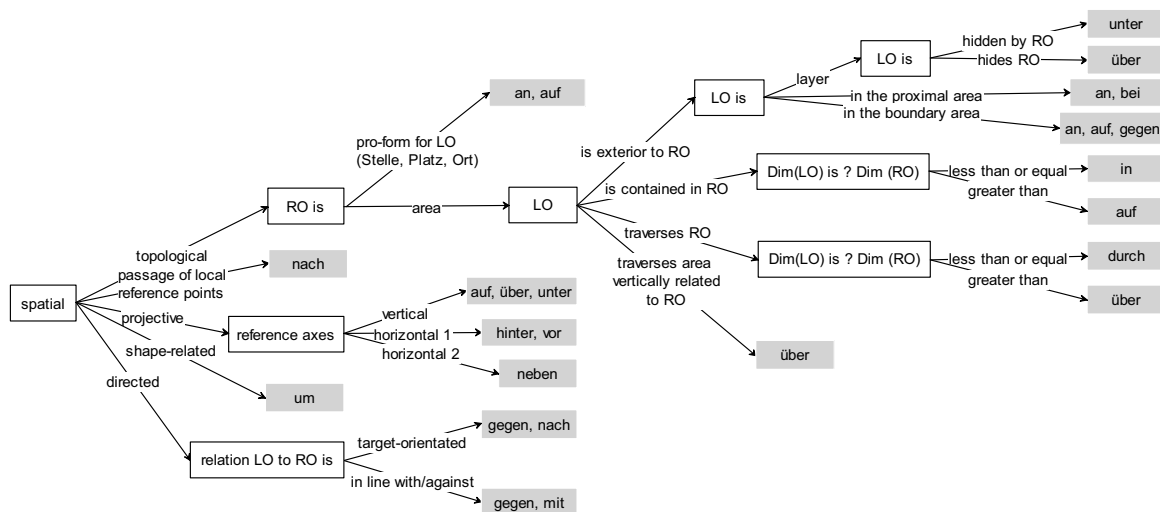 unter
hidden by RO
LO is
hides RO
über
layer
an, auf
LO is
in the proximal area
an, bei
in the boundary area
an, auf, gegen
pro-form for LO
(Stelle, Platz, Ort)
is exterior to RO
Dim(LO) is ? Dim (RO)
less than or equal
in
is contained in RO
greater than
RO is
area
LO
auf
traverses RO
topological
passage of local
reference points
nach
traverses area
vertically related
to RO
Dim(LO) is ? Dim (RO)
less than or equal
durch
greater than
über
spatial
auf, über, unter
vertical
projective
reference axes
horizontal 1
hinter, vor
horizontal 2
neben
über
shape-related
directed
um
gegen, nach
target-orientated
relation LO to RO is
in line with/against
gegen, mit